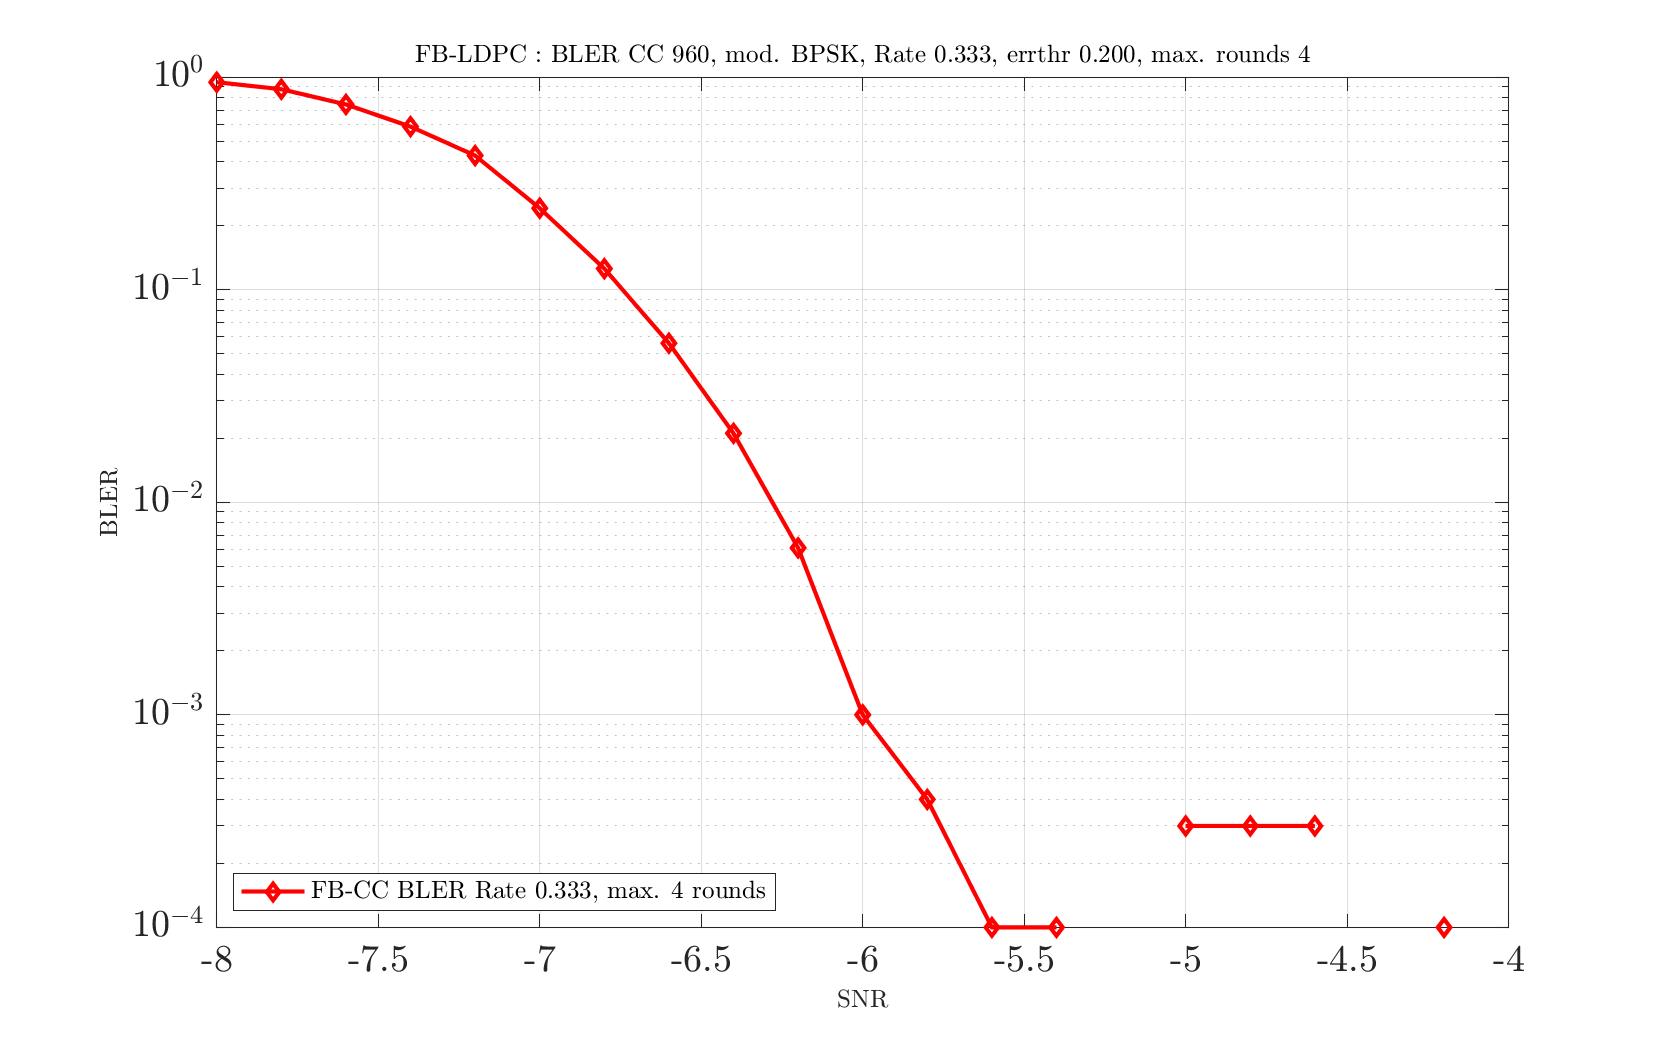 FB-LDPC : BLER CC 960, mod. BPSK, Rate 0.333, errthr 0.200, max. rounds 4
10^0
10^-1
10^-2
10^-3
10^-4
BLER
FB-CC BLER Rate 0.333, max. 4 rounds
-8 -7.5 -7 -6.5 -6 -5.5 -5 -4.5 -4
SNR